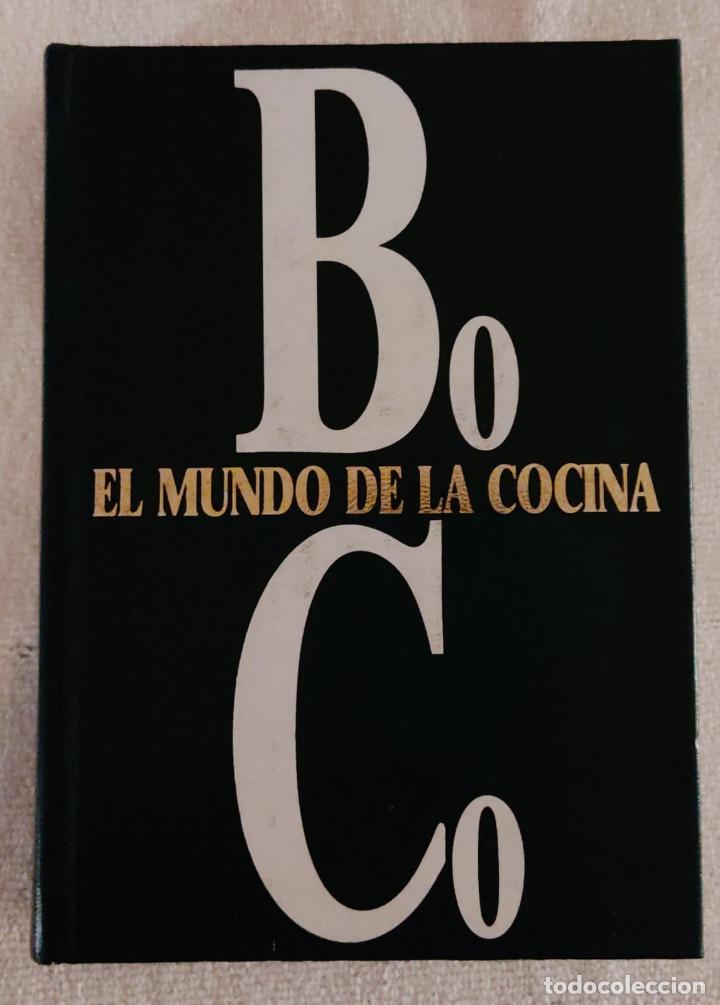 Bo
EL MUNDO DE LA COCINA
Co
todocoleccion